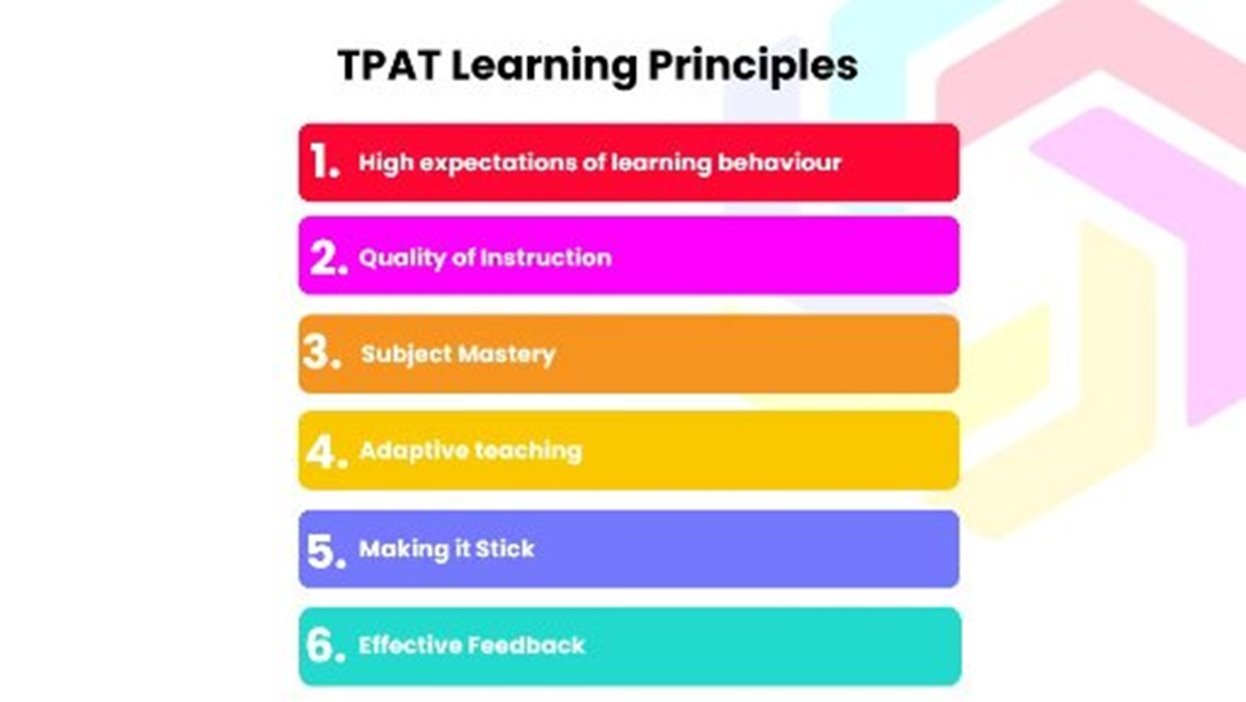 TPAT Learning Principles
1. High expectations of learning behaviour
2. Quality of Instruction
3. Subject Mastery
4. Adaptive teaching
5. Making it Stick
6. Effective Feedback